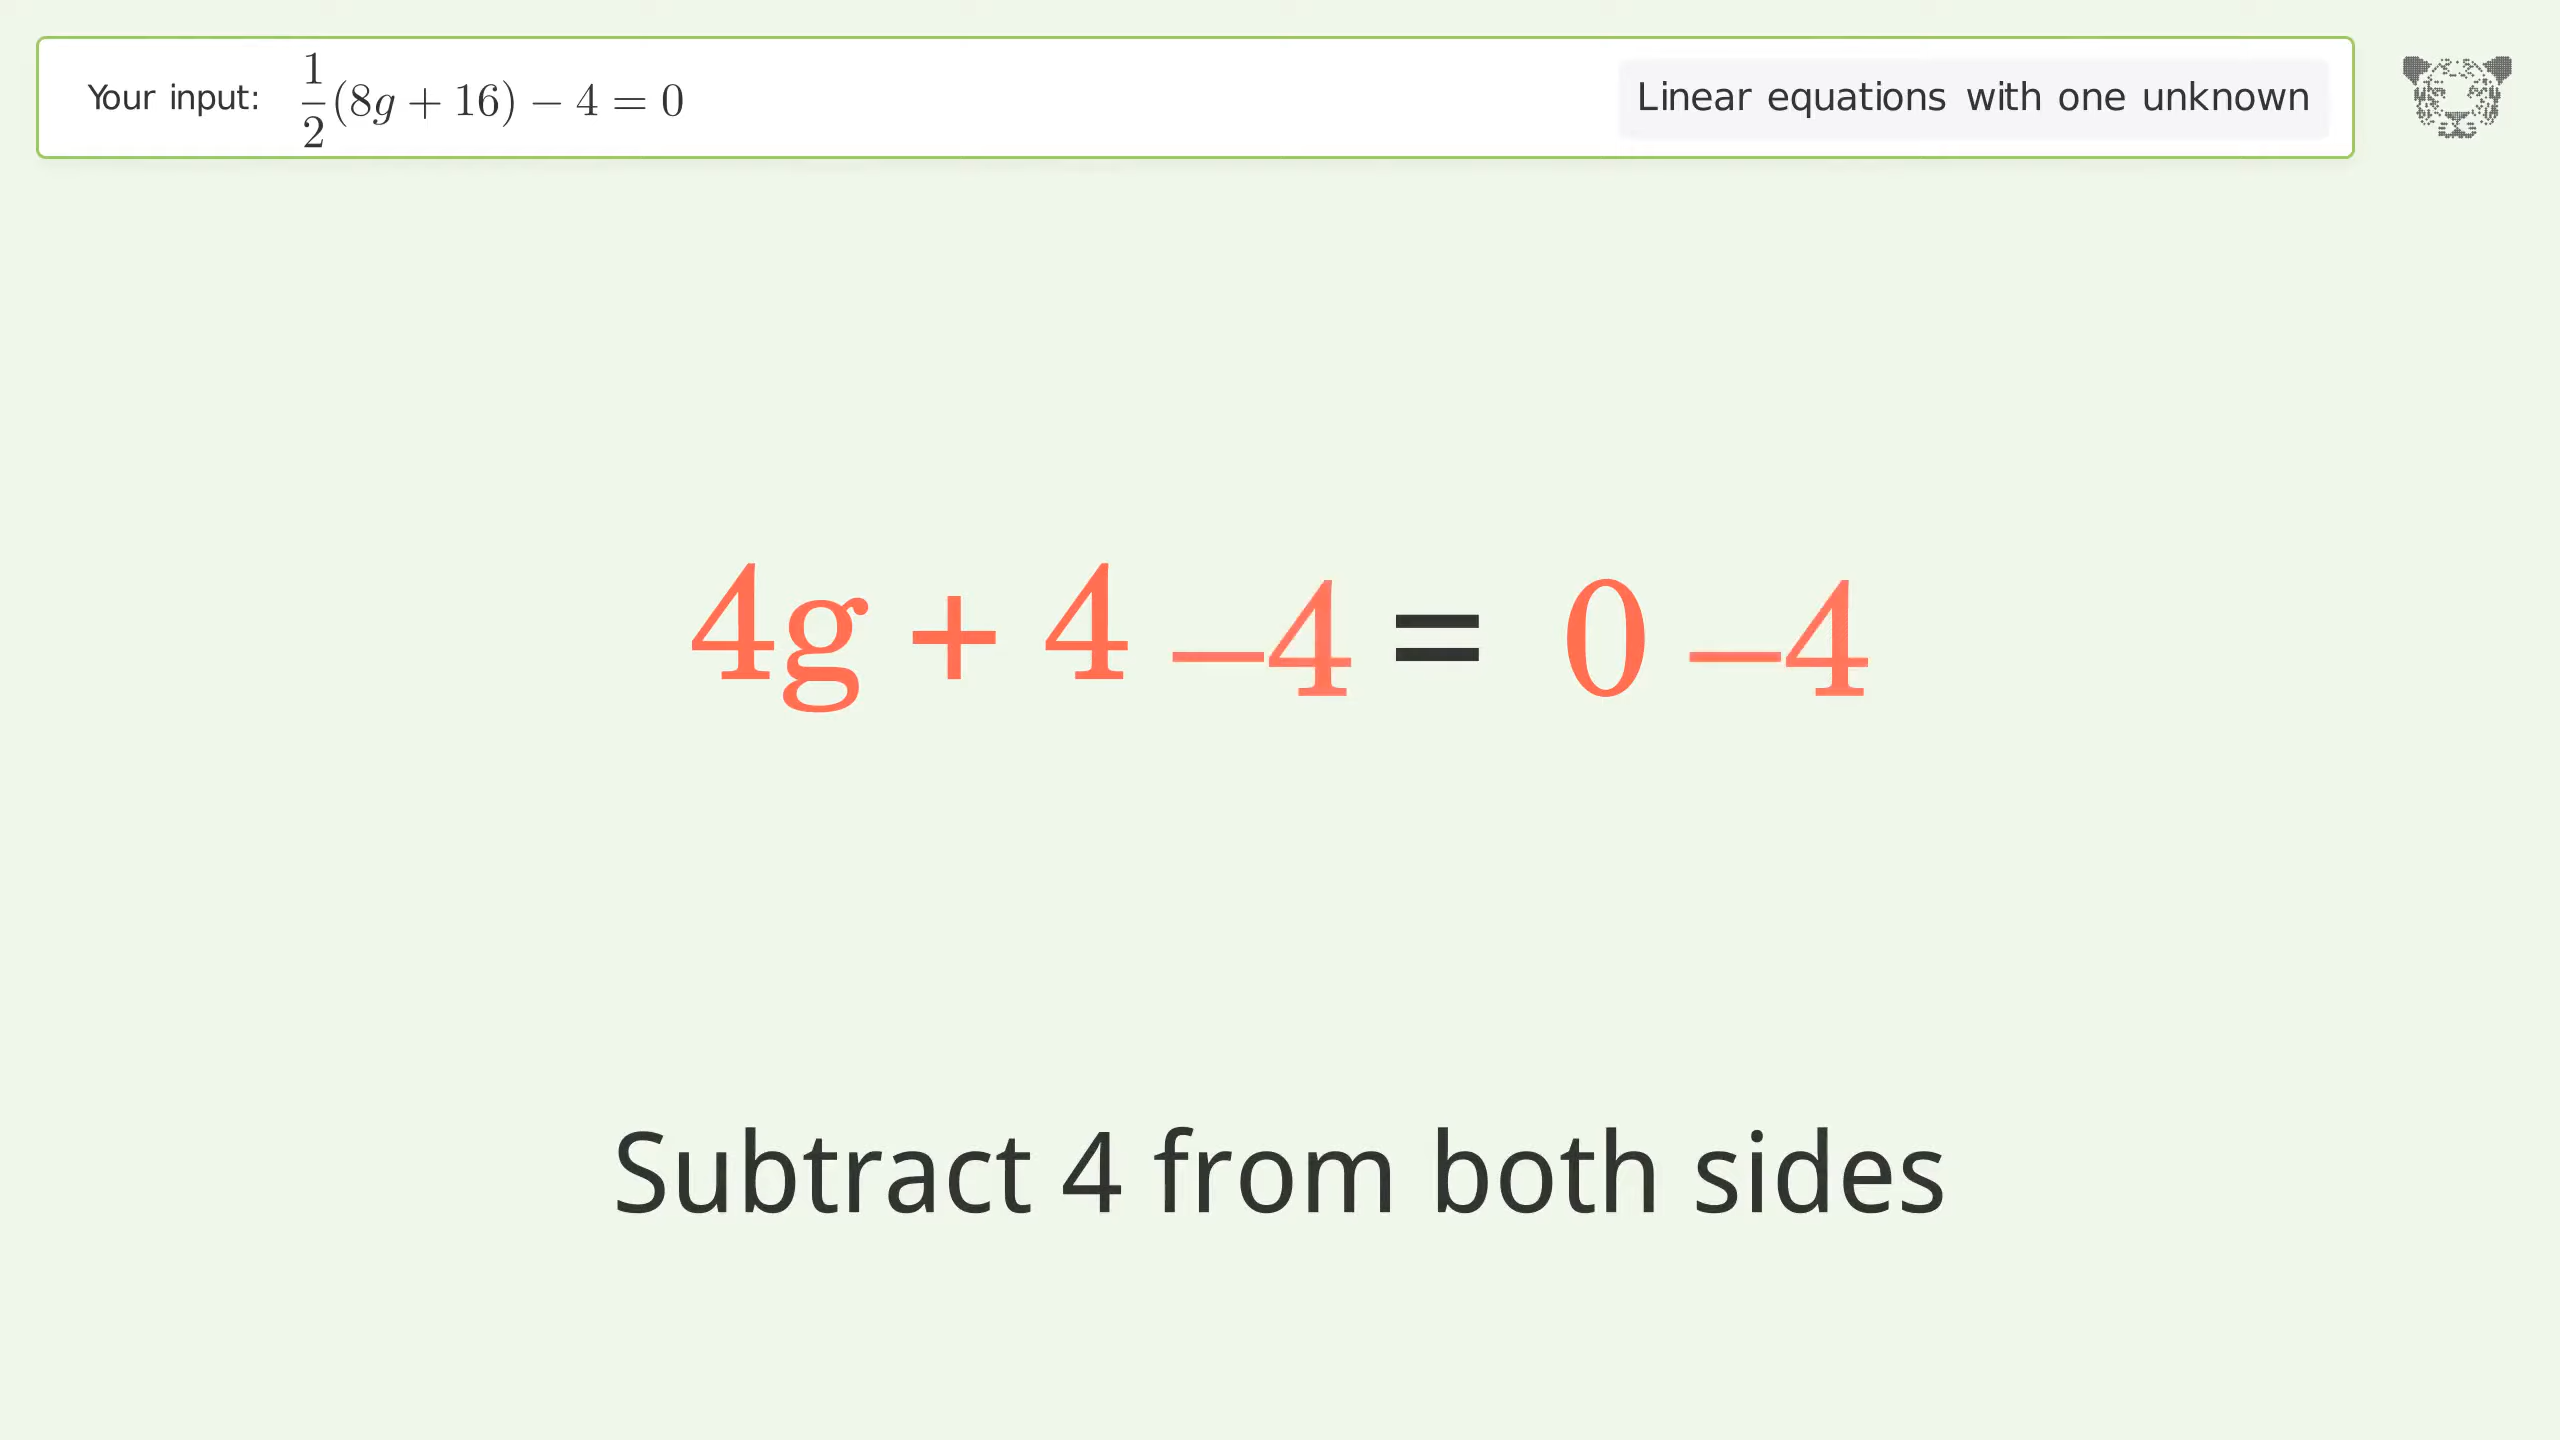 Your input: 1/2(8g + 16) − 4 = 0 Linear equations with one unknown
4g + 4 −4 = 0 −4
Subtract 4 from both sides